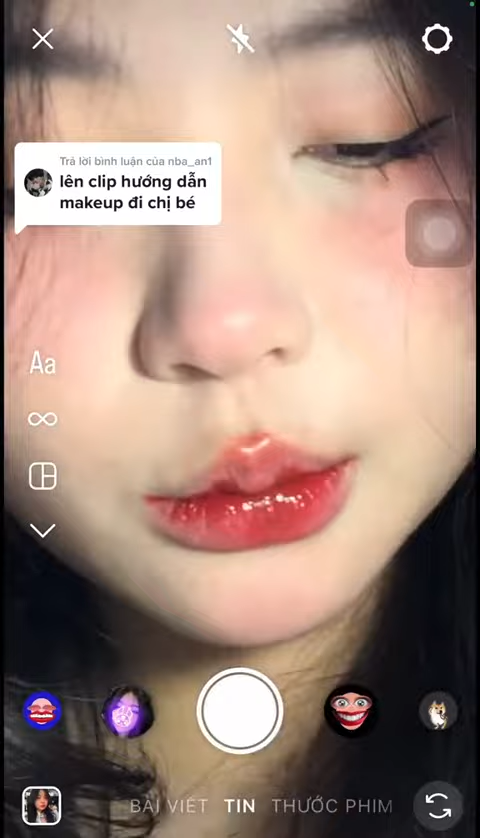 Trả lời bình luận của nba_an1
lên clip hướng dẫn
makeup đi chị bé
Aa
BÀI VIẾT TIN THƯỚC PHIM